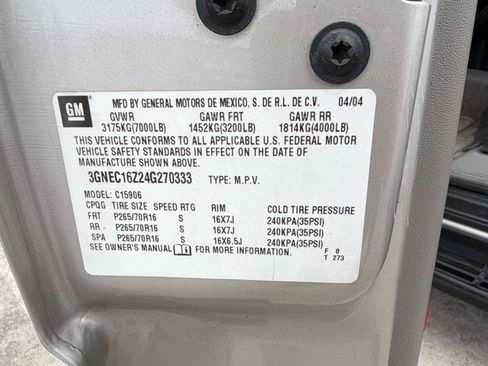 GM
MFD BY GENERAL MOTORS DE MEXICO, S. DE R.L. DE C.V. 04/04
GVWR GAWR FRT GAWR RR
3175KG(7000LB) 1452KG(3200LB) 1814KG(4000LB)
THIS VEHICLE CONFORMS TO ALL APPLICABLE U.S. FEDERAL MOTOR
VEHICLE SAFETY STANDARDS IN EFFECT ON THE DATE OF
MANUFACTURE SHOWN ABOVE.
3GNEC16Z24G270333 TYPE: M.P.V.
MODEL: C15906
CPQG TIRE SIZE SPEED RTG RIM COLD TIRE PRESSURE
FRT P265/70R16 S 16X7J 240KPA(35PSI)
RR P265/70R16 S 16X7J 240KPA(35PSI)
SPA P265/70R16 S 16X6.5J 240KPA(35PSI)
SEE OWNER'S MANUAL FOR MORE INFORMATION. F 0
T 273